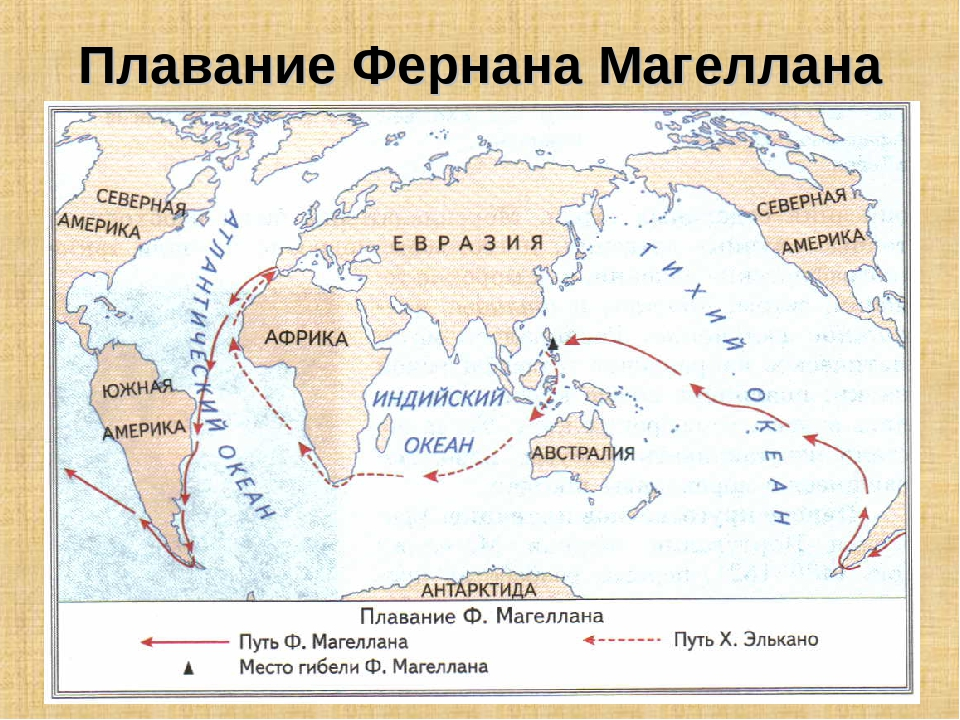 Плавание Фернана Магеллана
СЕВЕРНАЯ
АМЕРИКА
АТЛАНТИЧЕСКИЙ ОКЕАН
ЕВРАЗИЯ
ТИХИЙ ОКЕАН
СЕВЕРНАЯ
АМЕРИКА
АФРИКА
ЮЖНАЯ
АМЕРИКА
ИНДИЙСКИЙ
ОКЕАН
АВСТРАЛИЯ
АНТАРКТИДА
Плавание Ф. Магеллана
Путь Ф. Магеллана
Путь Х. Элькано
Место гибели Ф. Магеллана